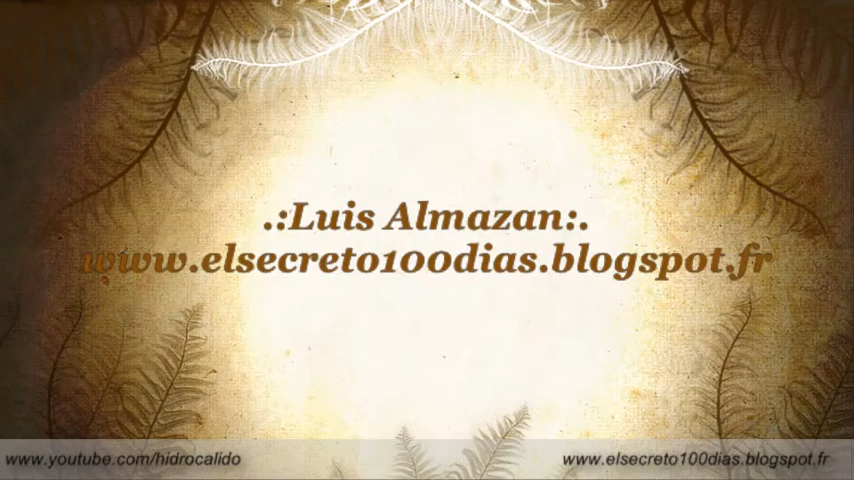 .:Luis Almazan:.
www.elsecreto100dias.blogspot.fr
www.youtube.com/hidrocalido
www.elsecreto100dias.blogspot.fr